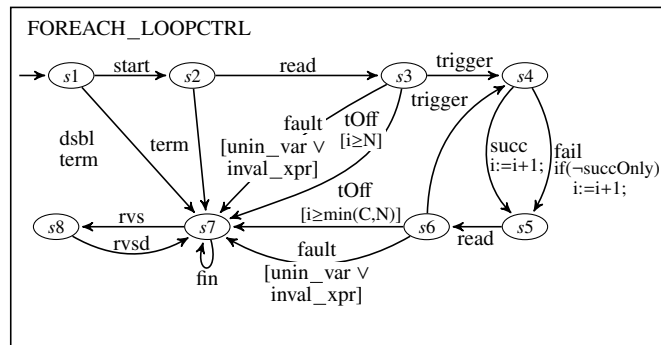 FOREACH_LOOPCTRL
s1
start
s2
read
s3
trigger
s4
trigger
dsbl
term
term
fault
[unin_var ∨
inval_xpr]
tOff
[i≥N]
succ
i:=i+1;
fail
if(¬succOnly)
i:=i+1;
s8
rvs
rvsd
s7
fin
tOff
[i≥min(C,N)]
s6
read
s5
fault
[unin_var ∨
inval_xpr]